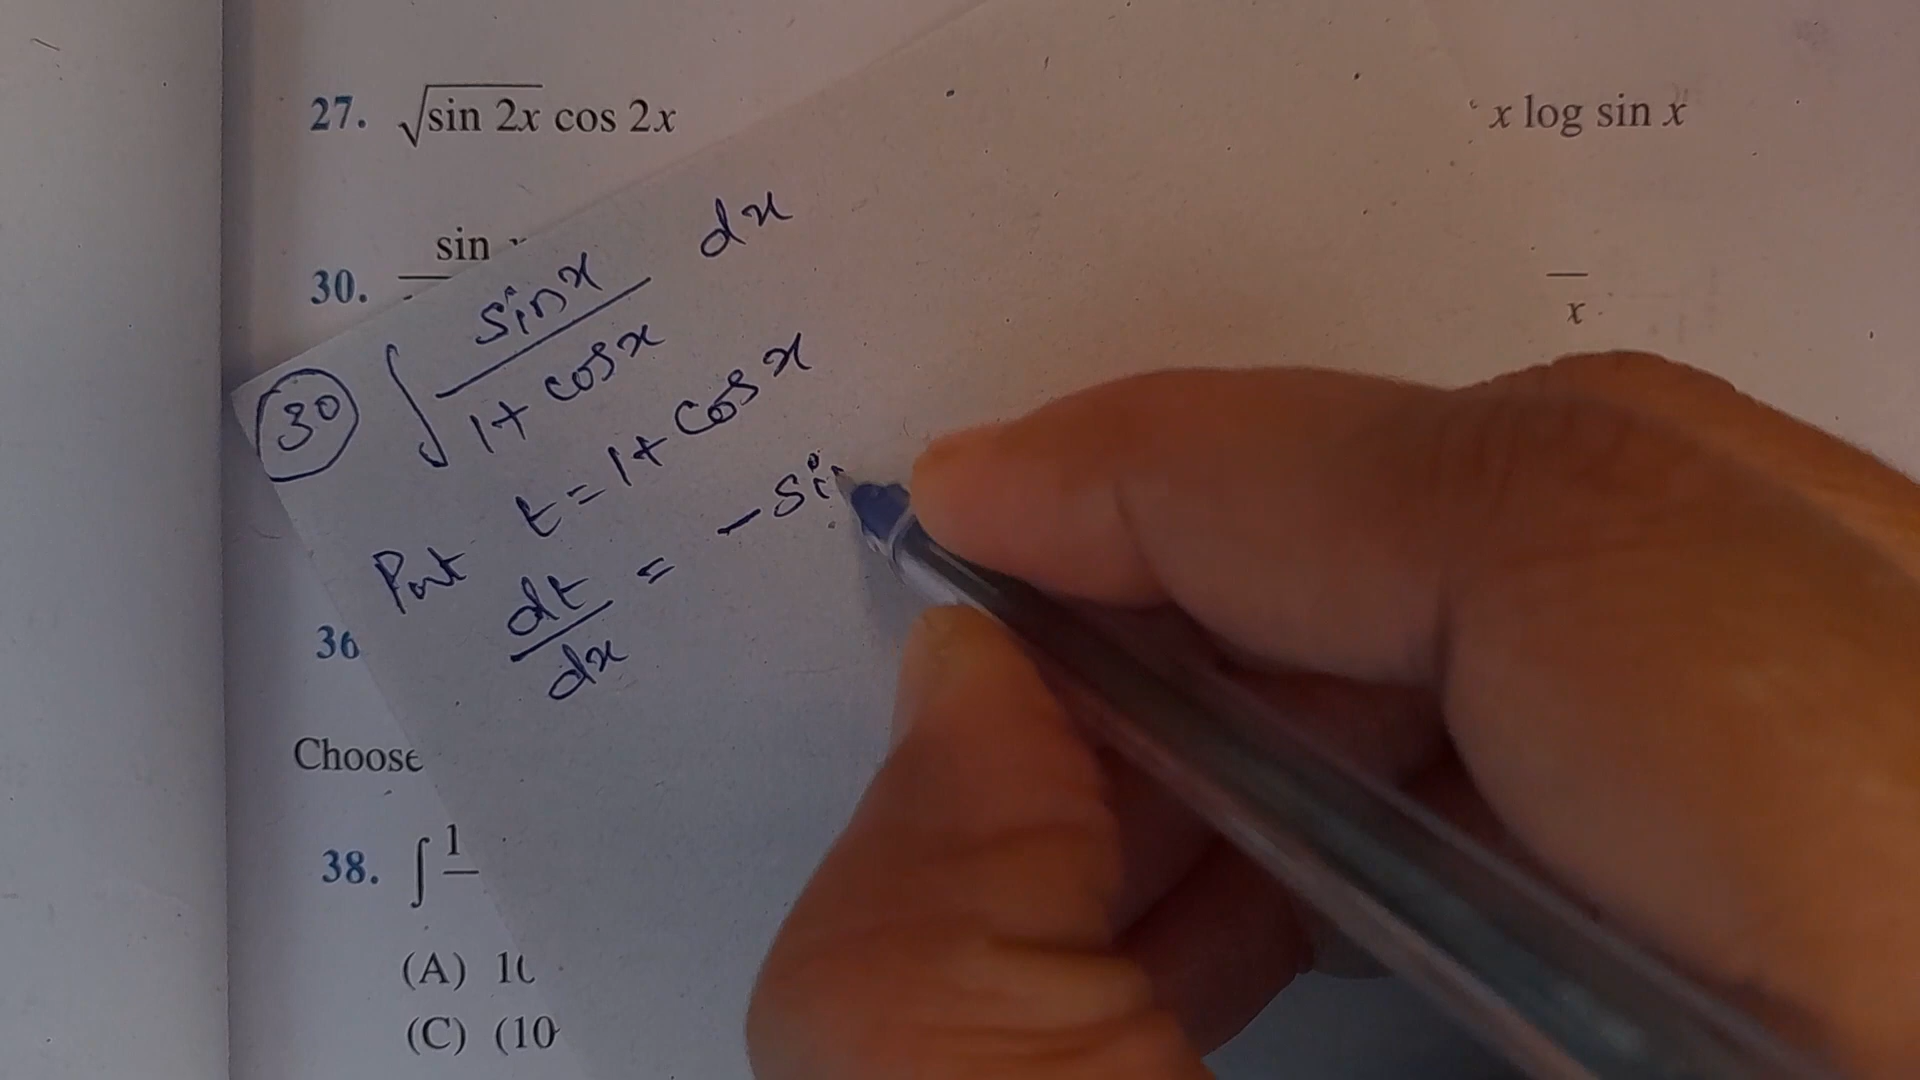 27. √sin 2x cos 2x
x log sin x
30. sin
x
30 ∫ sinx / 1 + cosx dx
Put t = 1 + cosx
dt/dx = -si
36
Choose
38. ∫ 1
(A) 1
(C) (10